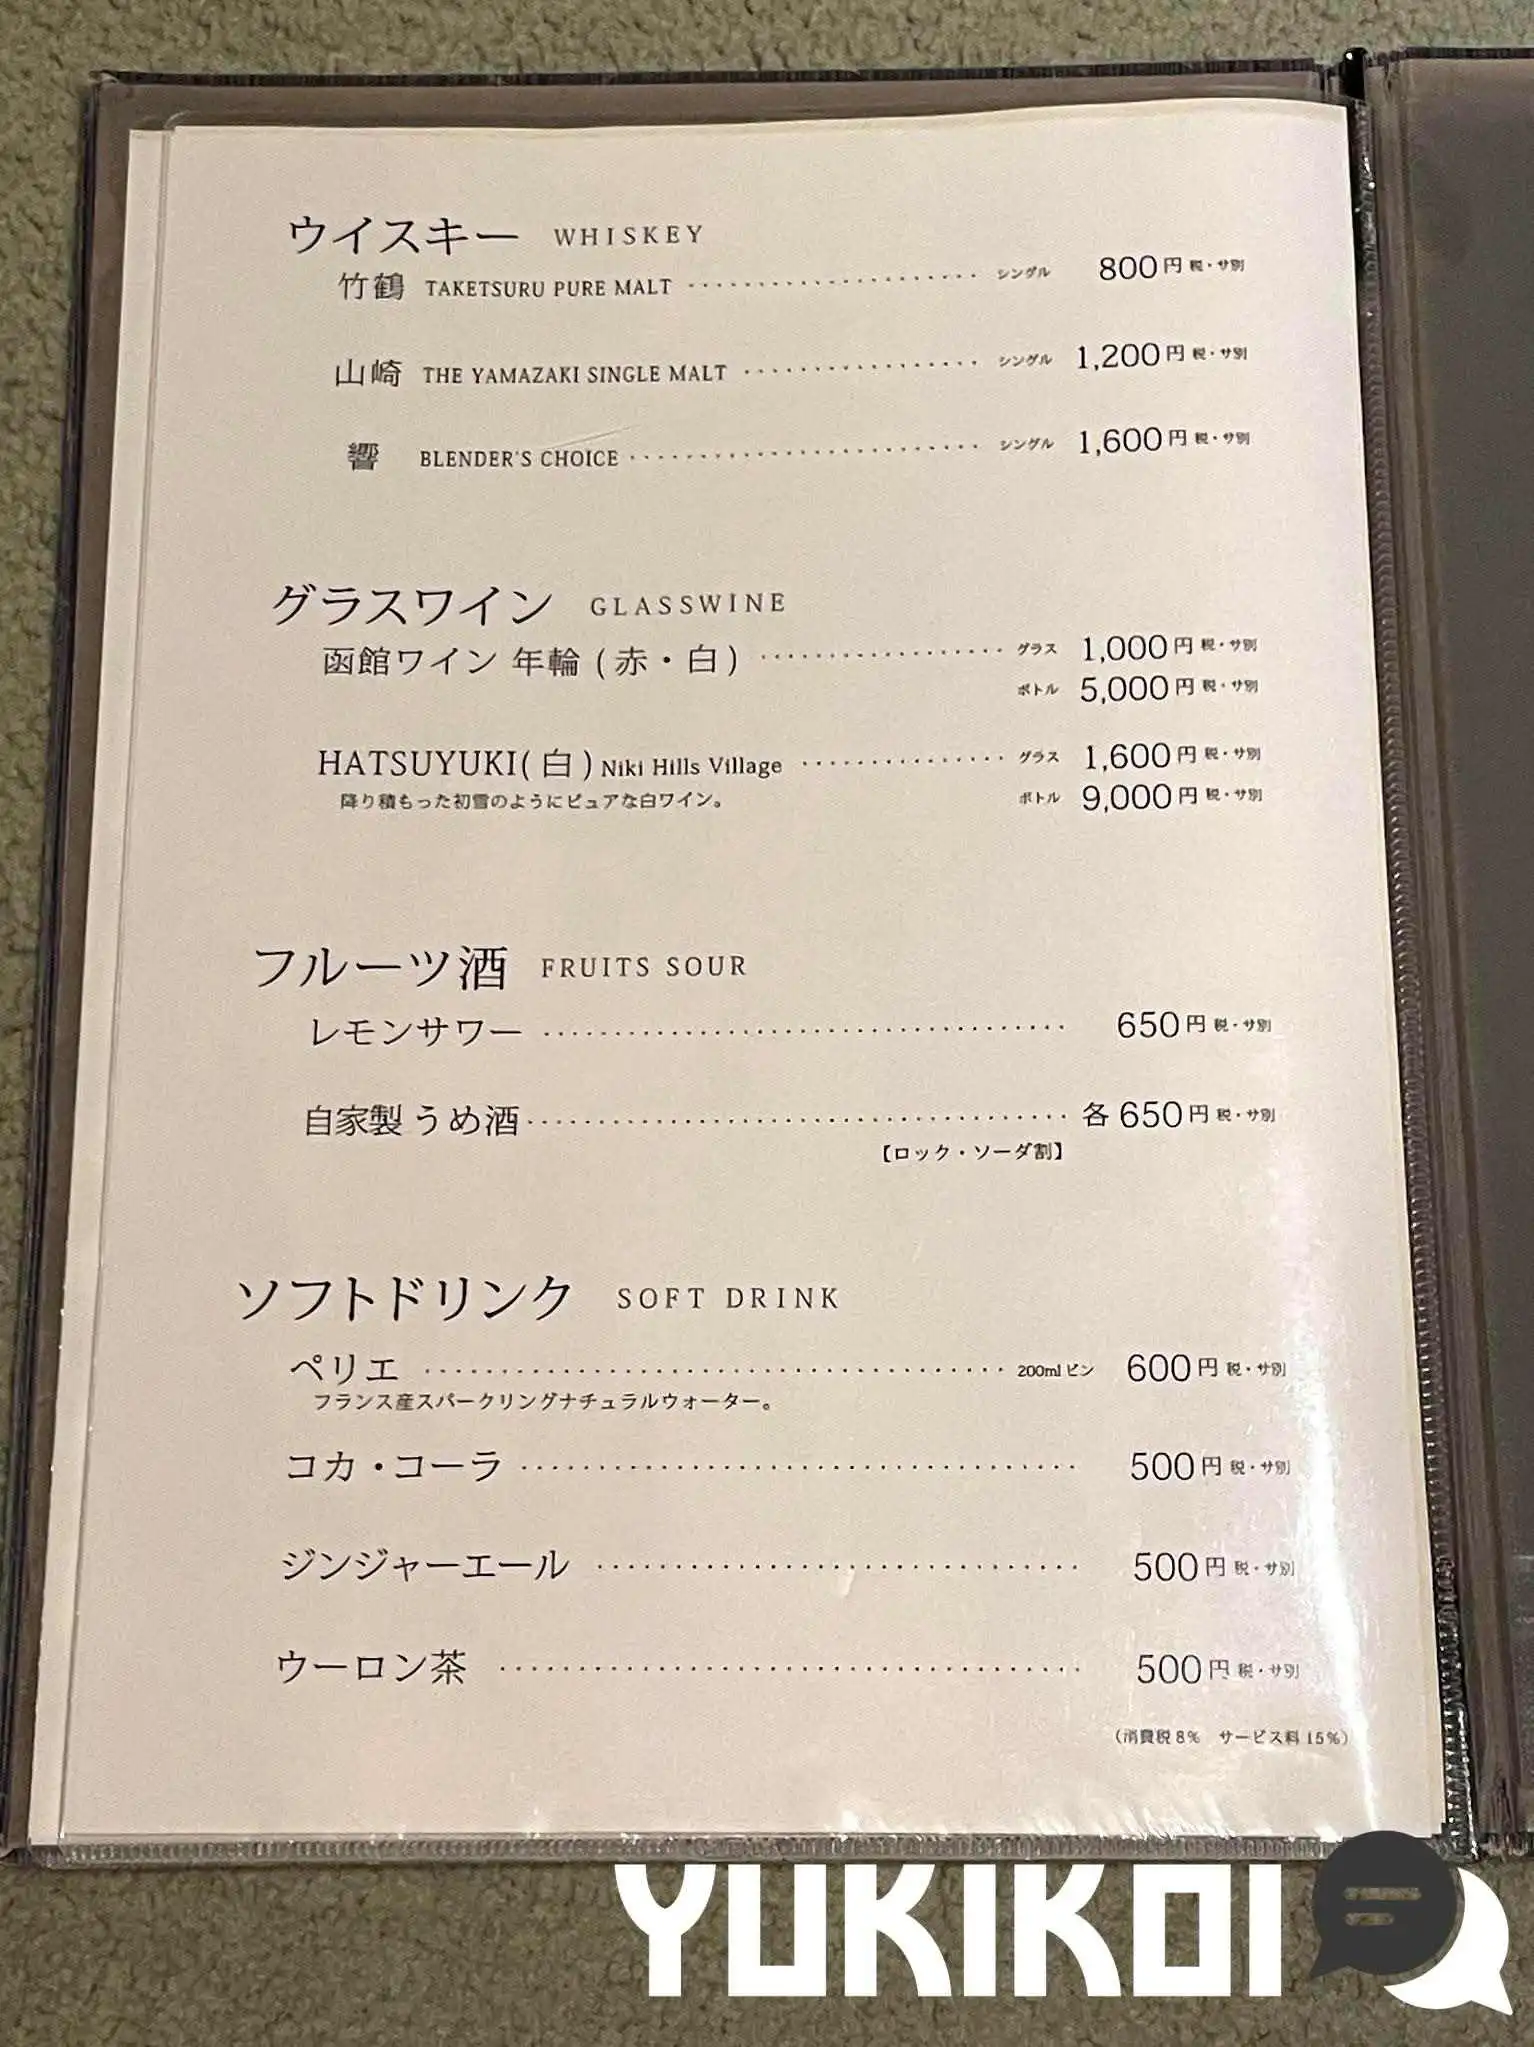 ウイスキー WHISKEY
竹鶴 TAKETSURU PURE MALT シングル 800円 税・サ別
山崎 THE YAMAZAKI SINGLE MALT シングル 1,200円 税・サ別
響 BLENDER'S CHOICE シングル 1,600円 税・サ別
グラスワイン GLASSWINE
函館ワイン 年輪 (赤・白) グラス 1,000円 税・サ別
ボトル 5,000円 税・サ別
HATSUYUKI(白) Niki Hills Village グラス 1,600円 税・サ別
降り積もった初雪のようにピュアな白ワイン。 ボトル 9,000円 税・サ別
フルーツ酒 FRUITS SOUR
レモンサワー 650円 税・サ別
自家製 うめ酒 各 650円 税・サ別
【ロック・ソーダ割】
ソフトドリンク SOFT DRINK
ペリエ 200mlビン 600円 税・サ別
フランス産スパークリングナチュラルウォーター。
コカ・コーラ 500円 税・サ別
ジンジャーエール 500円 税・サ別
ウーロン茶 500円 税・サ別
(消費税8% サービス料15%)
YUKIKOI